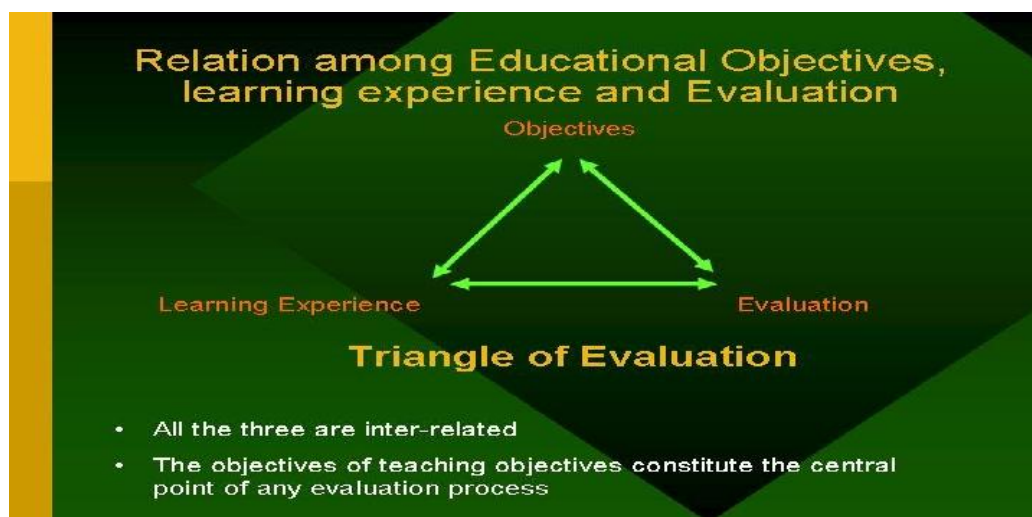 Relation among Educational Objectives,
learning experience and Evaluation
Objectives
Learning Experience
Evaluation
Triangle of Evaluation
• All the three are inter-related
• The objectives of teaching objectives constitute the central
point of any evaluation process